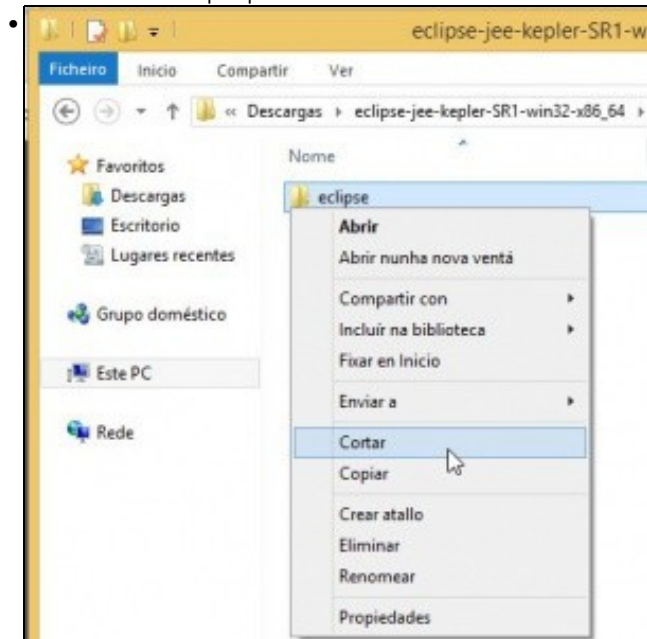 eclipse-jee-kepler-SR1-w
Ficheiro Inicio Compartir Ver
« Descargas eclipse-jee-kepler-SR1-win32-x86_64
Favoritos
Descargas
Escritorio
Lugares recentes
Grupo doméstico
Este PC
Rede
Nome
eclipse
Abrir
Abrir nunha nova ventá
Compartir con
Incluír na biblioteca
Fixar en Inicio
Enviar a
Cortar
Copiar
Crear atallo
Eliminar
Renomear
Propiedades